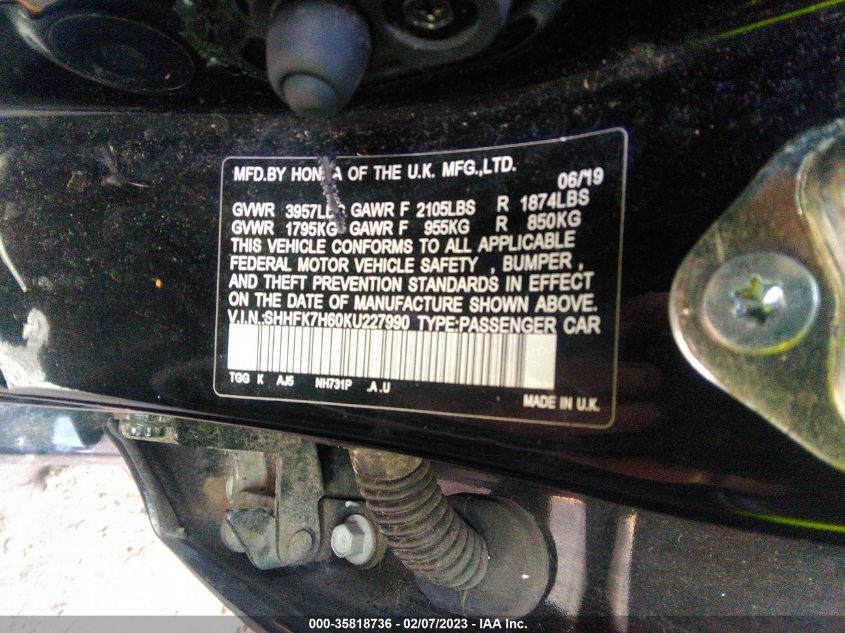 MFD.BY HONDA OF THE U.K. MFG.,LTD.
06/19
GVWR 3957LBS GAWR F 2105LBS R 1874LBS
GVWR 1795KG GAWR F 955KG R 850KG
THIS VEHICLE CONFORMS TO ALL APPLICABLE
FEDERAL MOTOR VEHICLE SAFETY , BUMPER ,
AND THEFT PREVENTION STANDARDS IN EFFECT
ON THE DATE OF MANUFACTURE SHOWN ABOVE.
V.I.N.:SHHFK7H60KU227990 TYPE:PASSENGER CAR
TGG K AJ5 NH731P .A.U
MADE IN U.K.
000-35818736 - 02/07/2023 - IAA Inc.